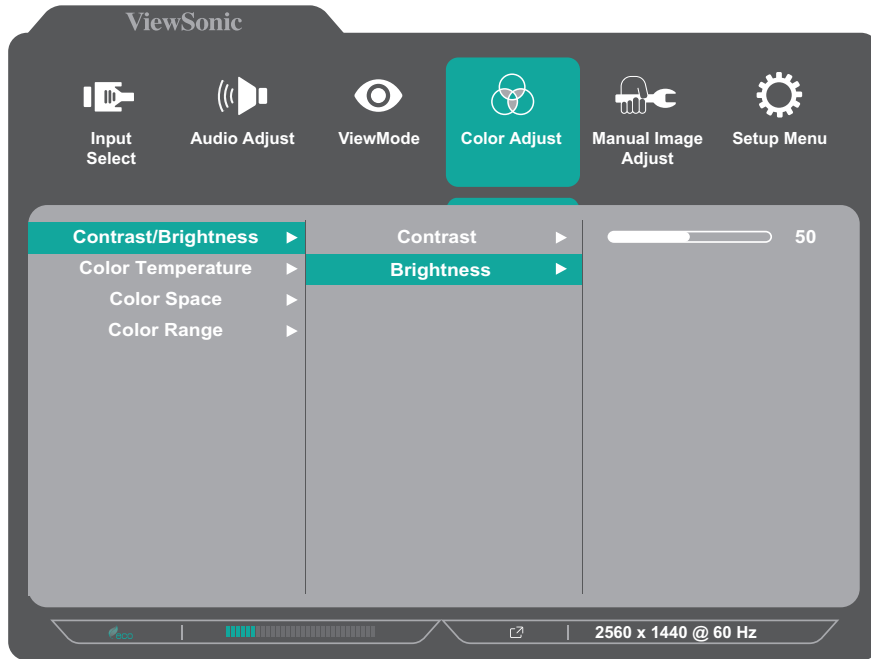 ViewSonic
Input Select
Audio Adjust
ViewMode
Color Adjust
Manual Image Adjust
Setup Menu
Contrast/Brightness
Contrast
50
Color Temperature
Brightness
Color Space
Color Range
eco
2560 x 1440 @ 60 Hz